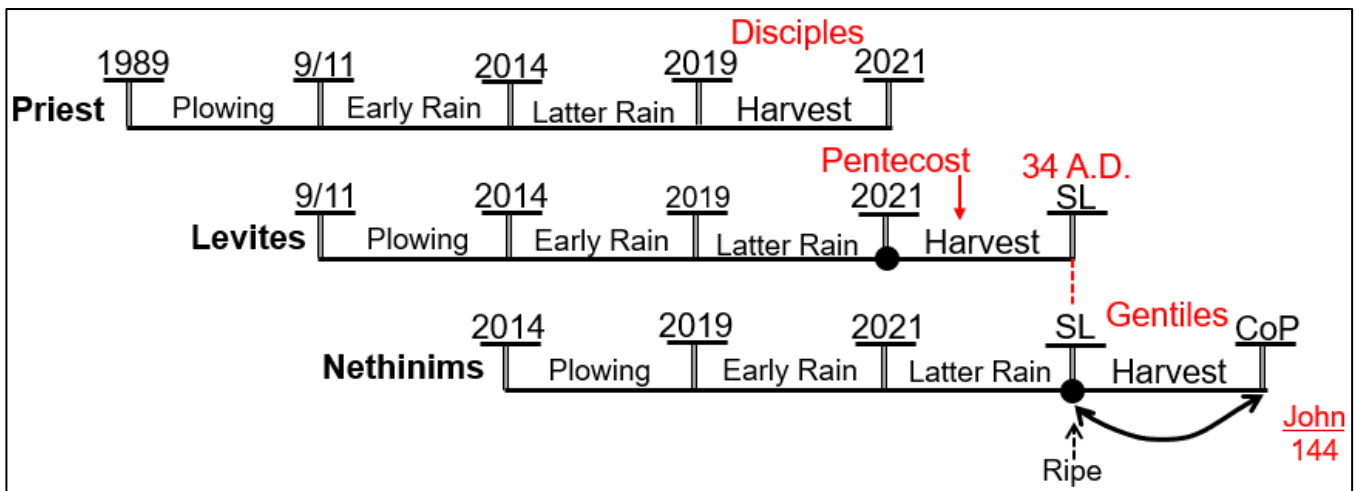 Disciples
1989 9/11 2014 2019 2021
Priest Plowing Early Rain Latter Rain Harvest
Pentecost 34 A.D.
9/11 2014 2019 2021 SL
Levites Plowing Early Rain Latter Rain Harvest
2014 2019 2021 SL Gentiles CoP
Nethinims Plowing Early Rain Latter Rain Harvest
John
144
Ripe